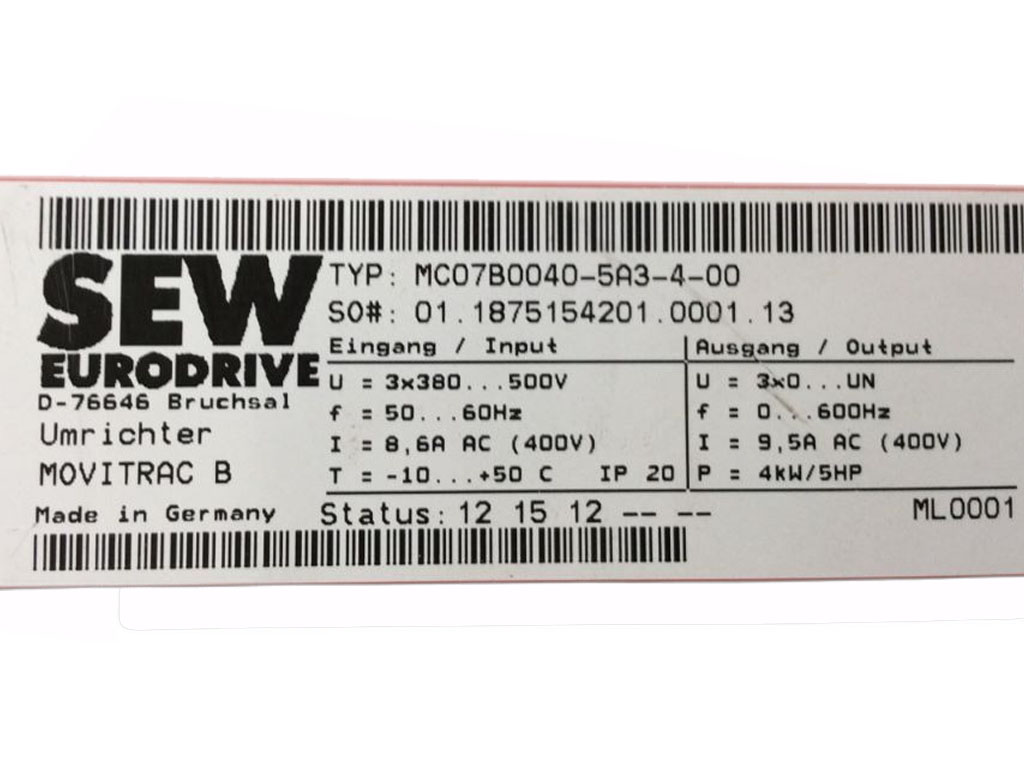 SEW
EURODRIVE
D-76646 Bruchsal
Umrichter
MOVITRAC B
Made in Germany
TYP: MC07B0040-5A3-4-00
SO#: 01.1875154201.0001.13
Eingang / Input
U = 3x380...500V
f = 50...60Hz
I = 8,6A AC (400V)
T = -10...+50 C IP 20
Ausgang / Output
U = 3x0...UN
f = 0...600Hz
I = 9,5A AC (400V)
P = 4kW/5HP
Status: 12 15 12 -- --
ML0001